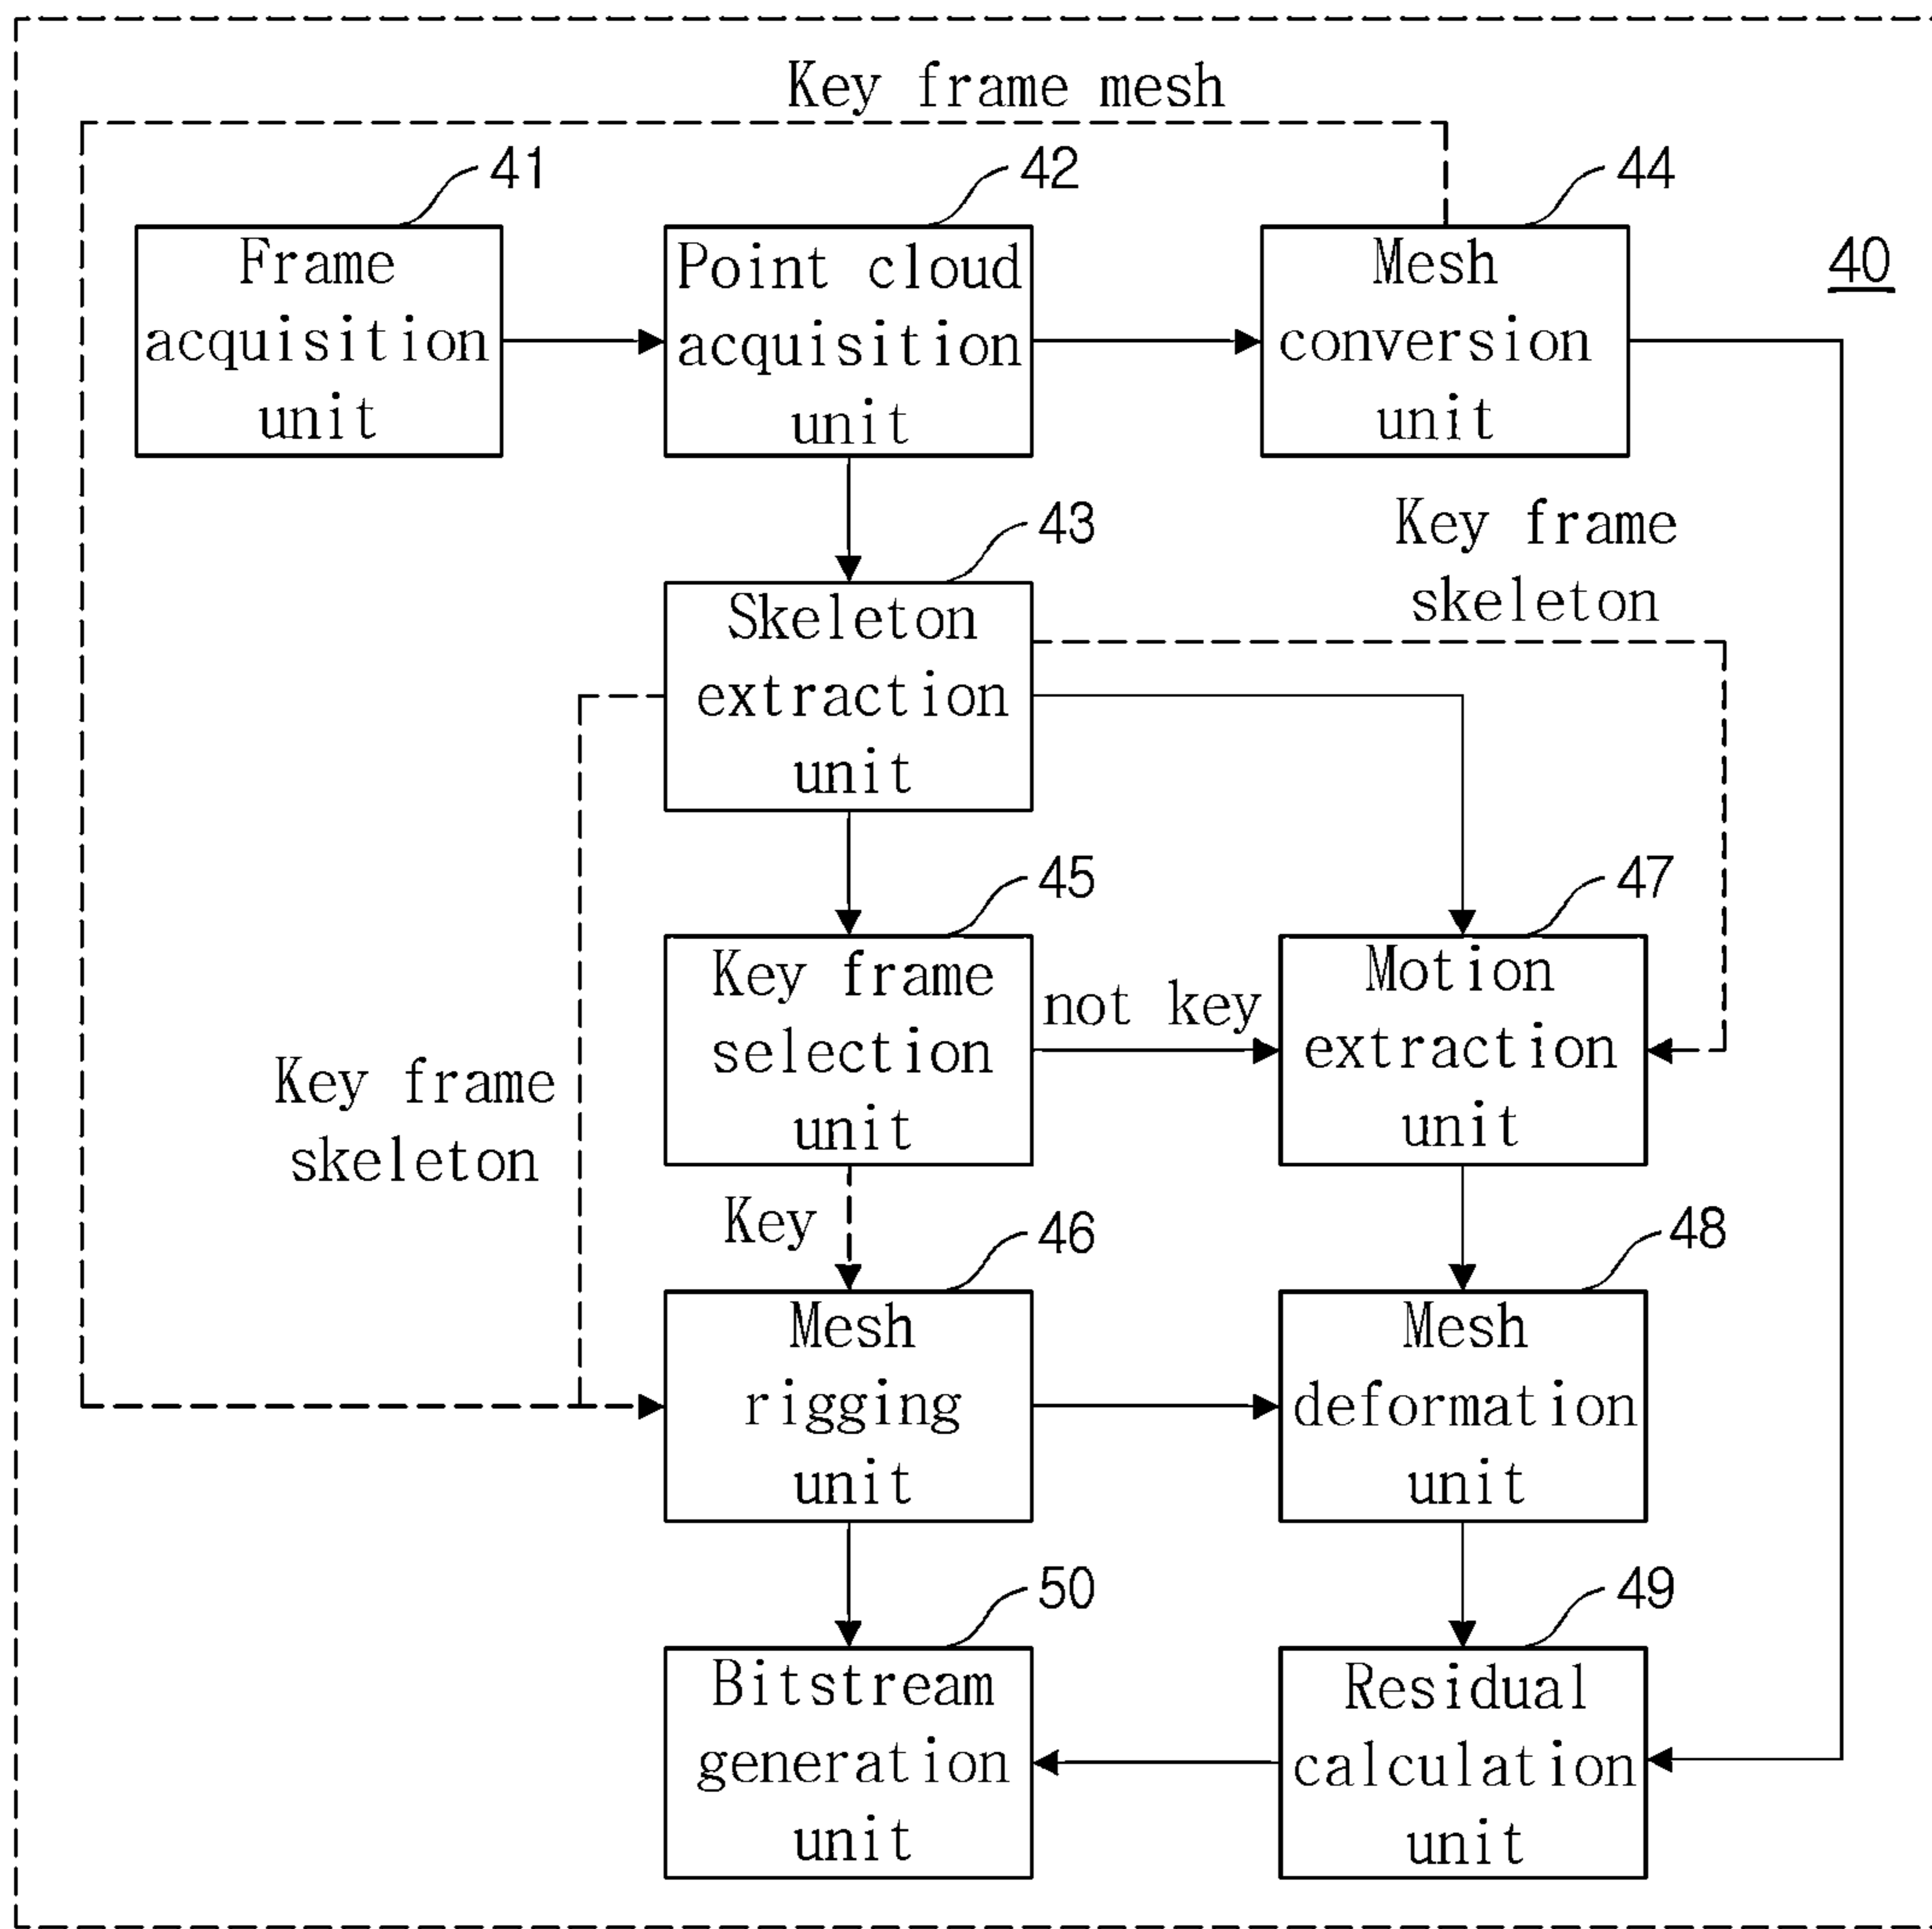 Key frame mesh
41
42
44
Frame
acquisition
unit
Point cloud
acquisition
unit
Mesh
conversion
unit
40
43
Key frame
skeleton
Skeleton
extraction
unit
45
47
Key frame
selection
unit
not key
Motion
extraction
unit
Key frame
skeleton
Key
46
48
Mesh
rigging
unit
Mesh
deformation
unit
50
49
Bitstream
generation
unit
Residual
calculation
unit